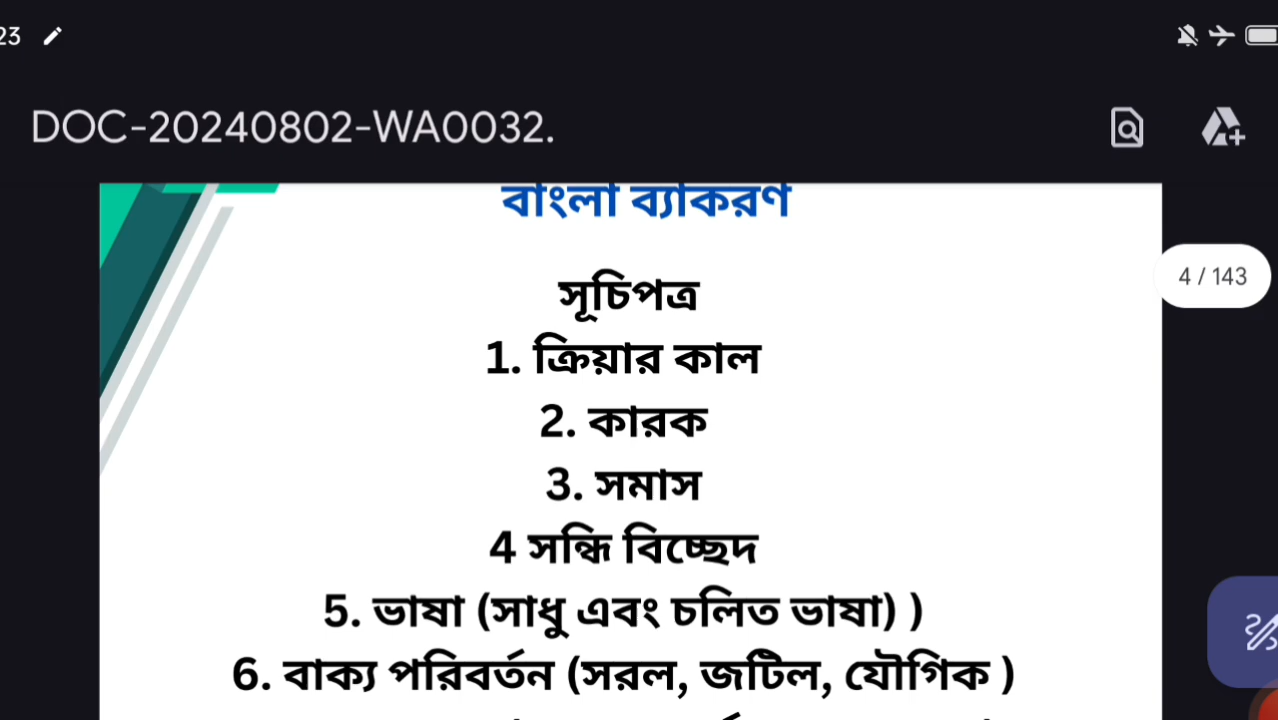 23
DOC-20240802-WA0032.
বাংলা ব্যাকরণ
4 / 143
সূচিপত্র
1. ক্রিয়ার কাল
2. কারক
3. সমাস
4 সন্ধি বিচ্ছেদ
5. ভাষা (সাধু এবং চলিত ভাষা) )
6. বাক্য পরিবর্তন (সরল, জটিল, যৌগিক )